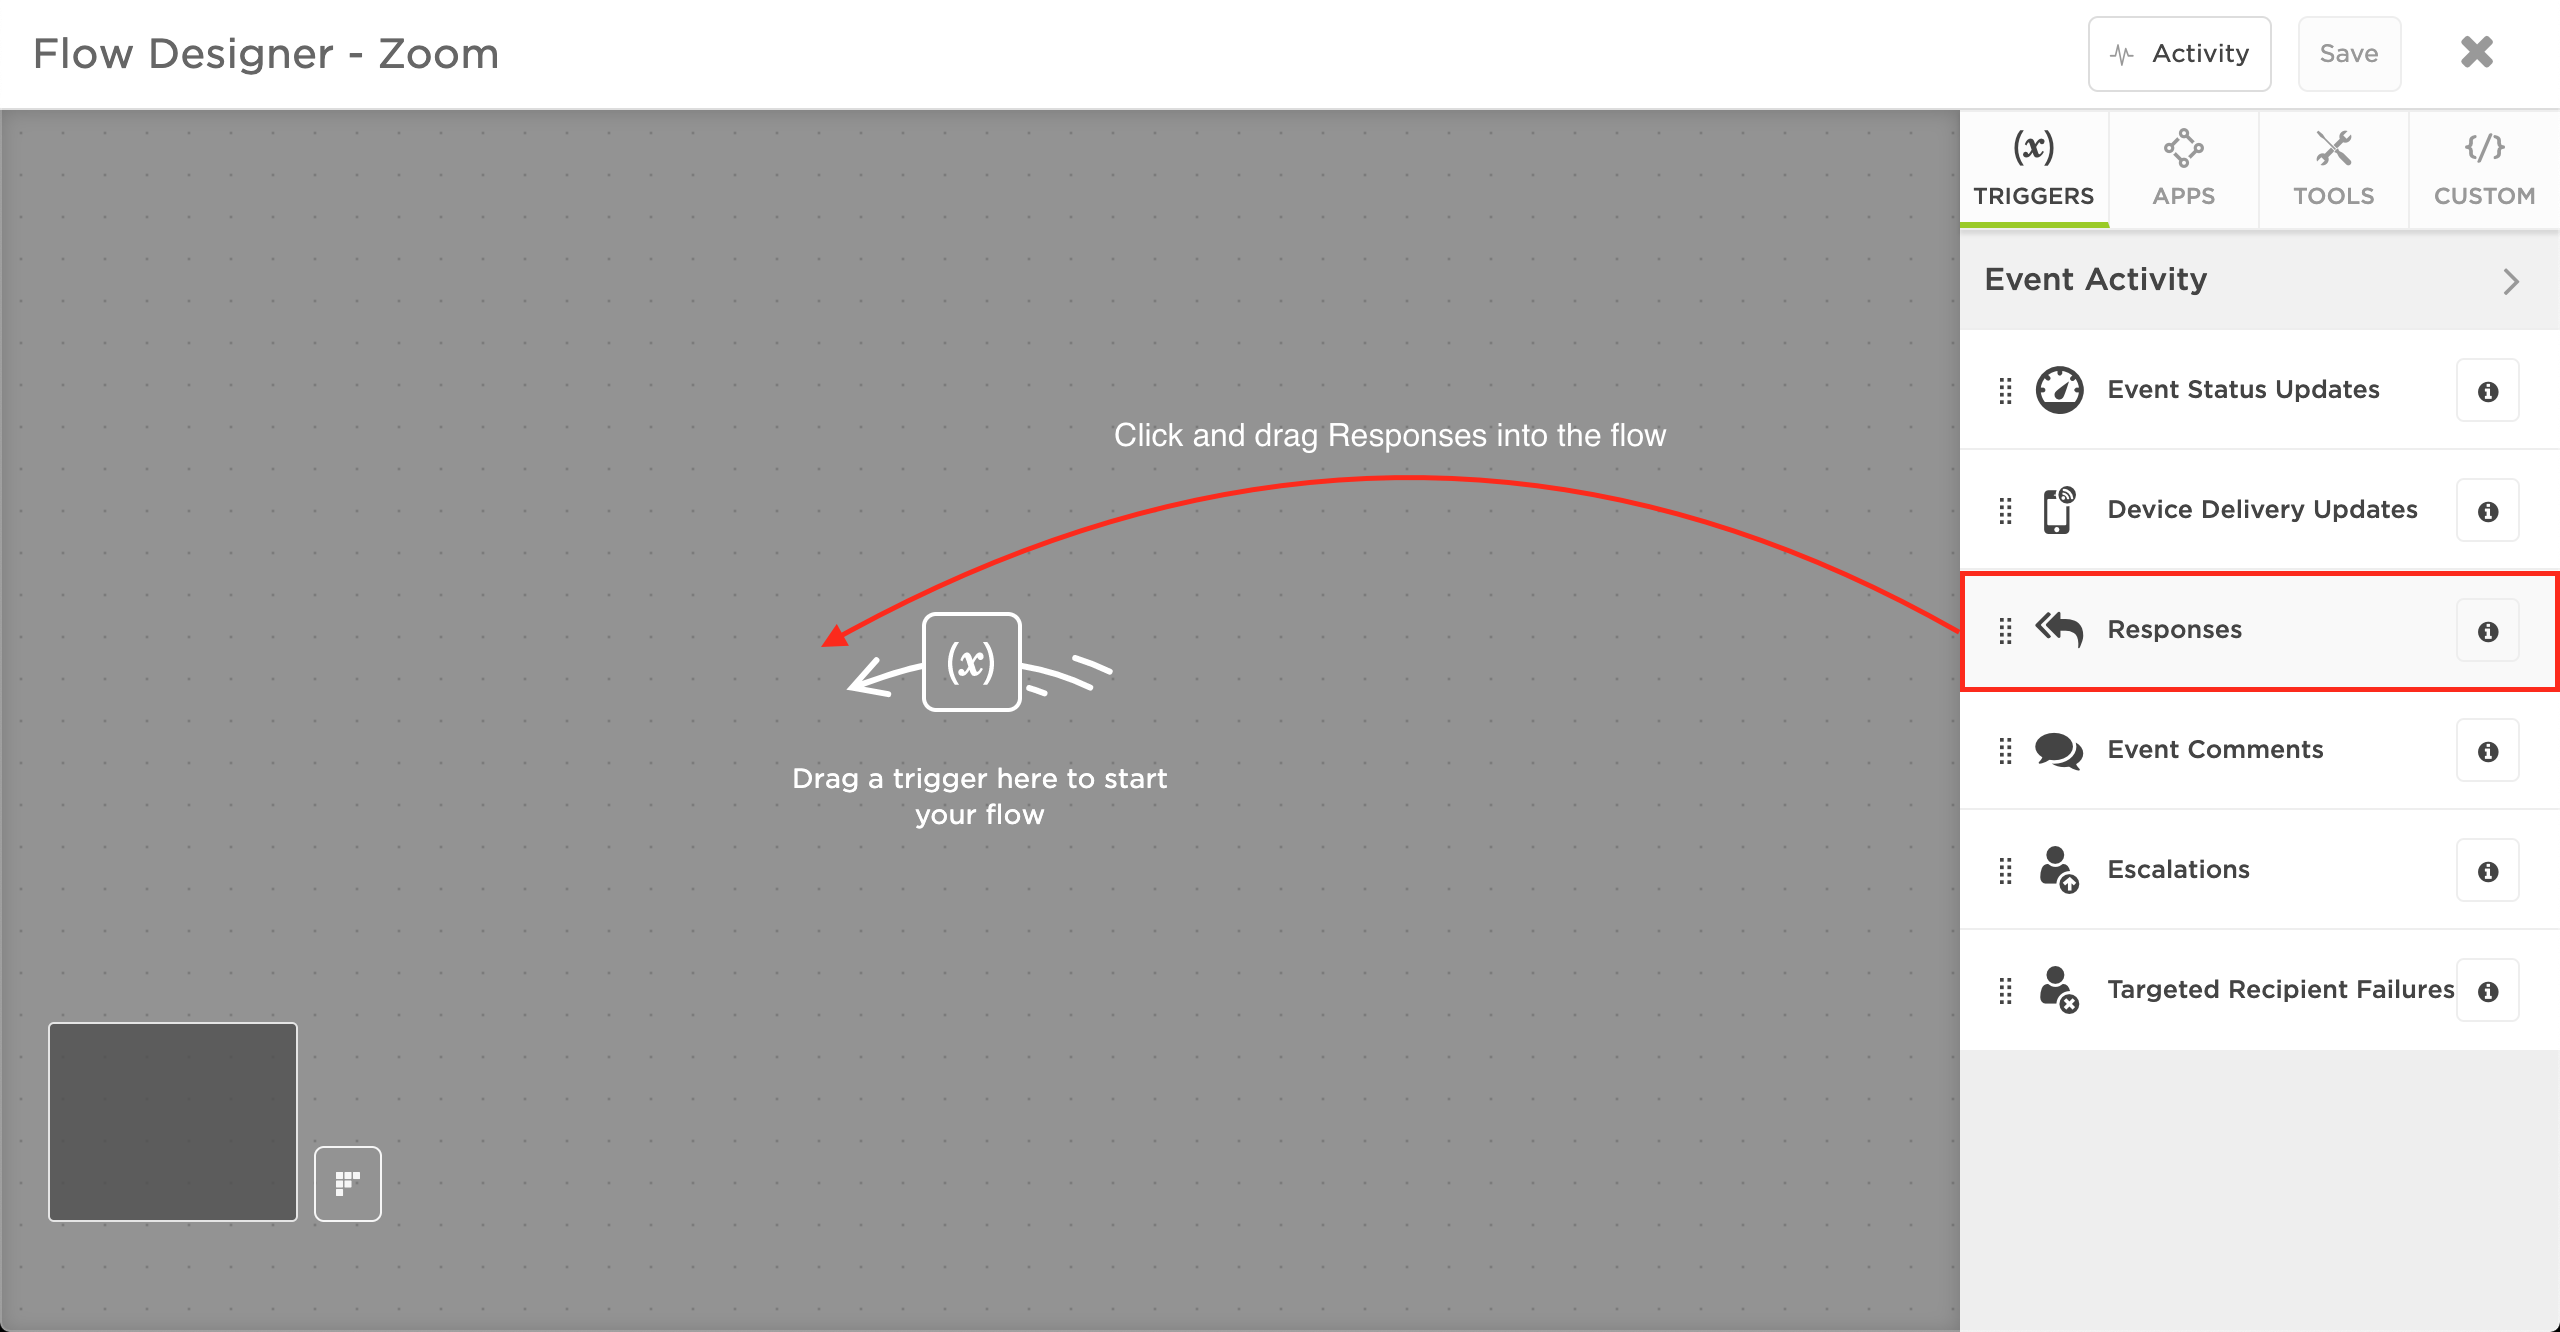 Flow Designer - Zoom
Activity
Save
(x)
TRIGGERS
APPS
TOOLS
{/}
CUSTOM
Event Activity
Event Status Updates
Device Delivery Updates
Click and drag Responses into the flow
Responses
(x)
Drag a trigger here to start
your flow
Event Comments
Escalations
Targeted Recipient Failures